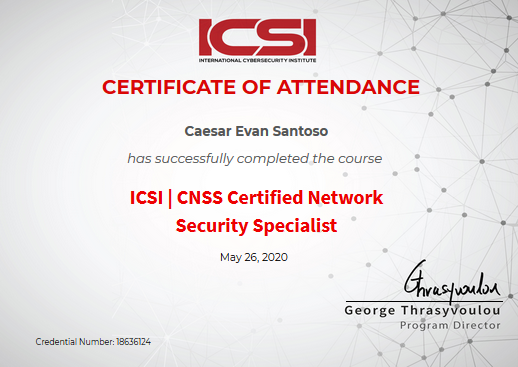 ICSI
INTERNATIONAL CYBERSECURITY INSTITUTE
CERTIFICATE OF ATTENDANCE
Caesar Evan Santoso
has successfully completed the course
ICSI | CNSS Certified Network
Security Specialist
May 26, 2020
Thrasyvoulou
George Thrasyvoulou
Program Director
Credential Number: 18636124